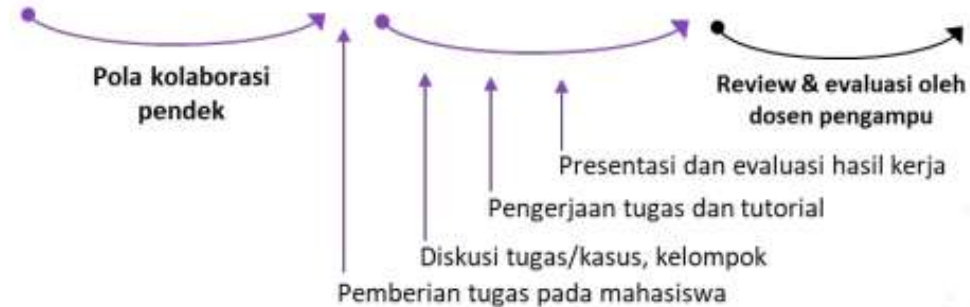 Pola kolaborasi
pendek
Review & evaluasi oleh
dosen pengampu
Presentasi dan evaluasi hasil kerja
Pengerjaan tugas dan tutorial
Diskusi tugas/kasus, kelompok
Pemberian tugas pada mahasiswa